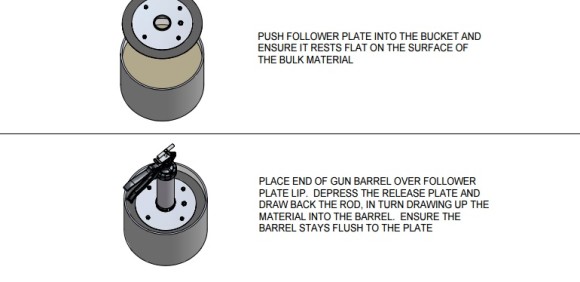 PUSH FOLLOWER PLATE INTO THE BUCKET AND
ENSURE IT RESTS FLAT ON THE SURFACE OF
THE BULK MATERIAL
PLACE END OF GUN BARREL OVER FOLLOWER
PLATE LIP.  DEPRESS THE RELEASE PLATE AND
DRAW BACK THE ROD, IN TURN DRAWING UP THE
MATERIAL INTO THE BARREL.  ENSURE THE
BARREL STAYS FLUSH TO THE PLATE